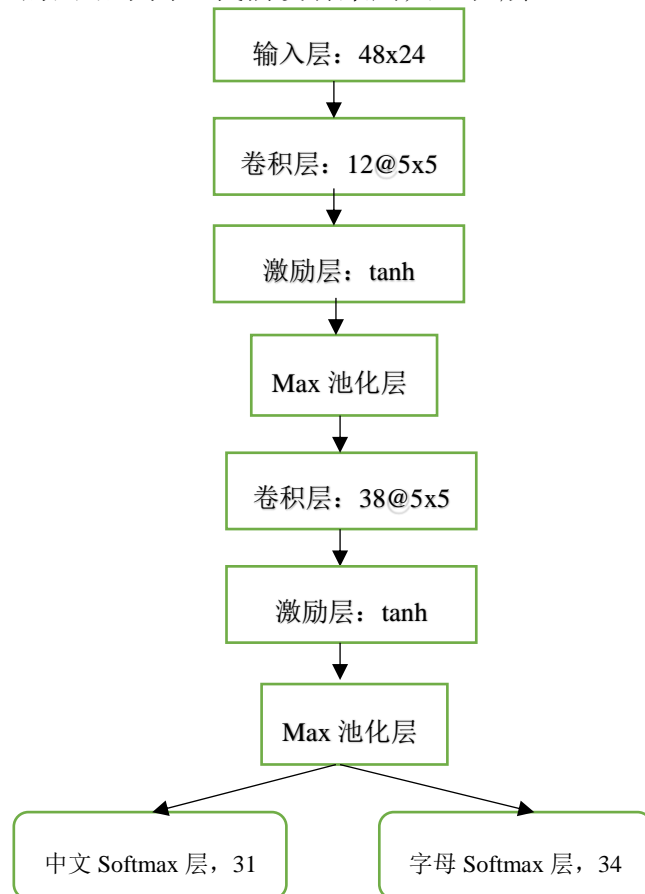 输入层：48x24
卷积层：12@5x5
激励层：tanh
Max 池化层
卷积层：38@5x5
激励层：tanh
Max 池化层
中文 Softmax 层，31
字母 Softmax 层，34